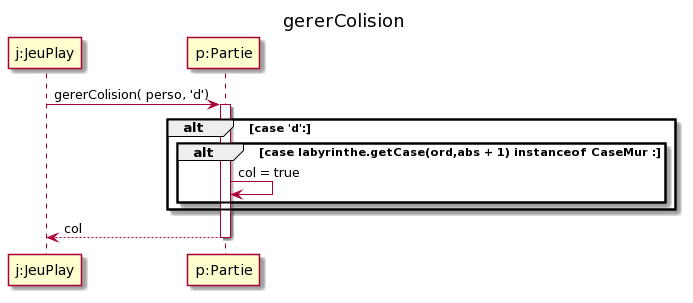 gererColision
j:JeuPlay
p:Partie
gererColision( perso, 'd')
alt
[case 'd':]
alt
[case labyrinthe.getCase(ord,abs + 1) instanceof CaseMur :]
col = true
col
j:JeuPlay
p:Partie